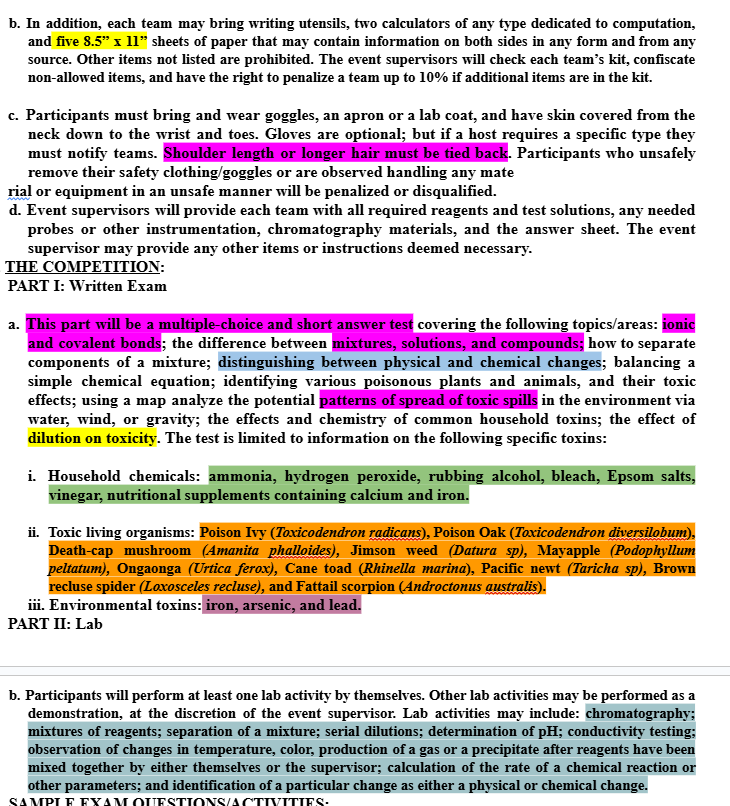 b. In addition, each team may bring writing utensils, two calculators of any type dedicated to computation,
and five 8.5” x 11” sheets of paper that may contain information on both sides in any form and from any
source. Other items not listed are prohibited. The event supervisors will check each team’s kit, confiscate
non-allowed items, and have the right to penalize a team up to 10% if additional items are in the kit.
c. Participants must bring and wear goggles, an apron or a lab coat, and have skin covered from the
neck down to the wrist and toes. Gloves are optional; but if a host requires a specific type they
must notify teams. Shoulder length or longer hair must be tied back. Participants who unsafely
remove their safety clothing/goggles or are observed handling any mate
rial or equipment in an unsafe manner will be penalized or disqualified.
d. Event supervisors will provide each team with all required reagents and test solutions, any needed
probes or other instrumentation, chromatography materials, and the answer sheet. The event
supervisor may provide any other items or instructions deemed necessary.
THE COMPETITION:
PART I: Written Exam
a. This part will be a multiple-choice and short answer test covering the following topics/areas: ionic
and covalent bonds; the difference between mixtures, solutions, and compounds; how to separate
components of a mixture; distinguishing between physical and chemical changes; balancing a
simple chemical equation; identifying various poisonous plants and animals, and their toxic
effects; using a map analyze the potential patterns of spread of toxic spills in the environment via
water, wind, or gravity; the effects and chemistry of common household toxins; the effect of
dilution on toxicity. The test is limited to information on the following specific toxins:
i. Household chemicals: ammonia, hydrogen peroxide, rubbing alcohol, bleach, Epsom salts,
vinegar, nutritional supplements containing calcium and iron.
ii. Toxic living organisms: Poison Ivy (Toxicodendron radicans), Poison Oak (Toxicodendron diversilobum),
Death-cap mushroom (Amanita phalloides), Jimson weed (Datura sp), Mayapple (Podophyllum
peltatum), Ongaonga (Urtica ferox), Cane toad (Rhinella marina), Pacific newt (Taricha sp), Brown
recluse spider (Loxosceles recluse), and Fattail scorpion (Androctonus australis).
iii. Environmental toxins: iron, arsenic, and lead.
PART II: Lab
b. Participants will perform at least one lab activity by themselves. Other lab activities may be performed as a
demonstration, at the discretion of the event supervisor. Lab activities may include: chromatography;
mixtures of reagents; separation of a mixture; serial dilutions; determination of pH; conductivity testing;
observation of changes in temperature, color, production of a gas or a precipitate after reagents have been
mixed together by either themselves or the supervisor; calculation of the rate of a chemical reaction or
other parameters; and identification of a particular change as either a physical or chemical change.
SAMPLE EXAM QUESTIONS/ACTIVITIES: